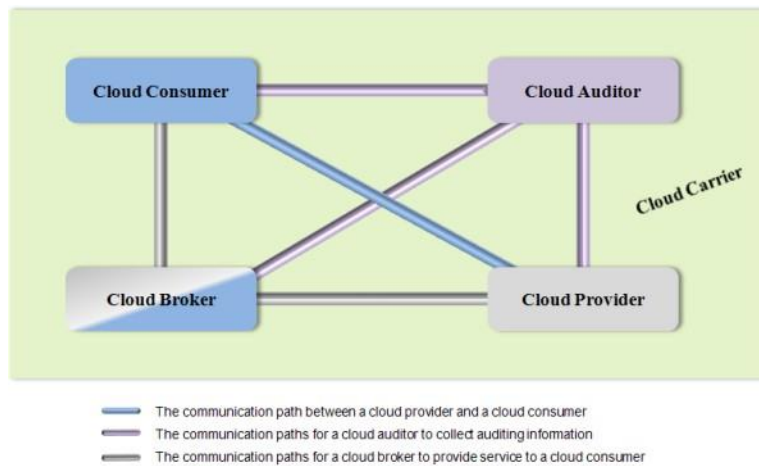 Cloud Consumer
Cloud Auditor
Cloud Carrier
Cloud Broker
Cloud Provider
The communication path between a cloud provider and a cloud consumer
The communication paths for a cloud auditor to collect auditing information
The communication paths for a cloud broker to provide service to a cloud consumer